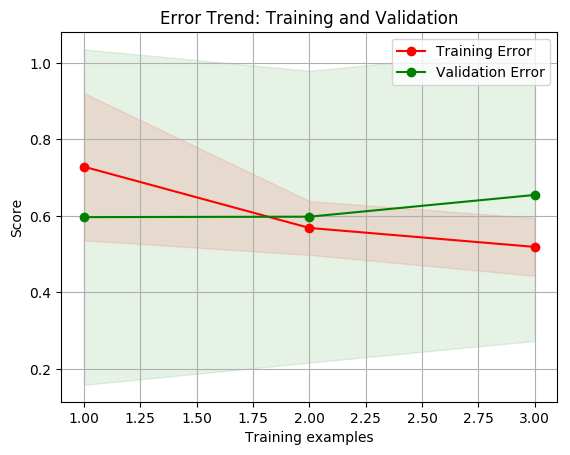 Error Trend: Training and Validation
Training Error
Validation Error
Score
1.0
0.8
0.6
0.4
0.2
1.00 1.25 1.50 1.75 2.00 2.25 2.50 2.75 3.00
Training examples